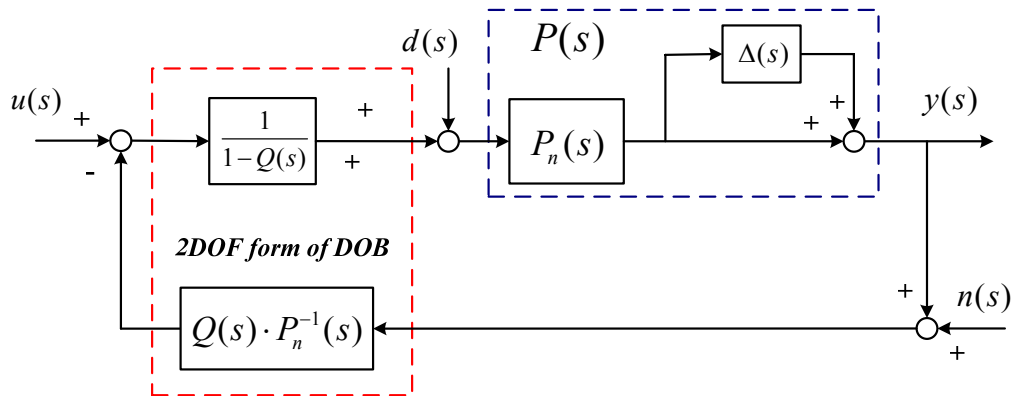 d(s)
P(s)
Δ(s)
u(s)
+
+
+
y(s)
1
1−Q(s)
+
P_n(s)
+
+
-
2DOF form of DOB
Q(s)·P_n^{-1}(s)
+
n(s)
+